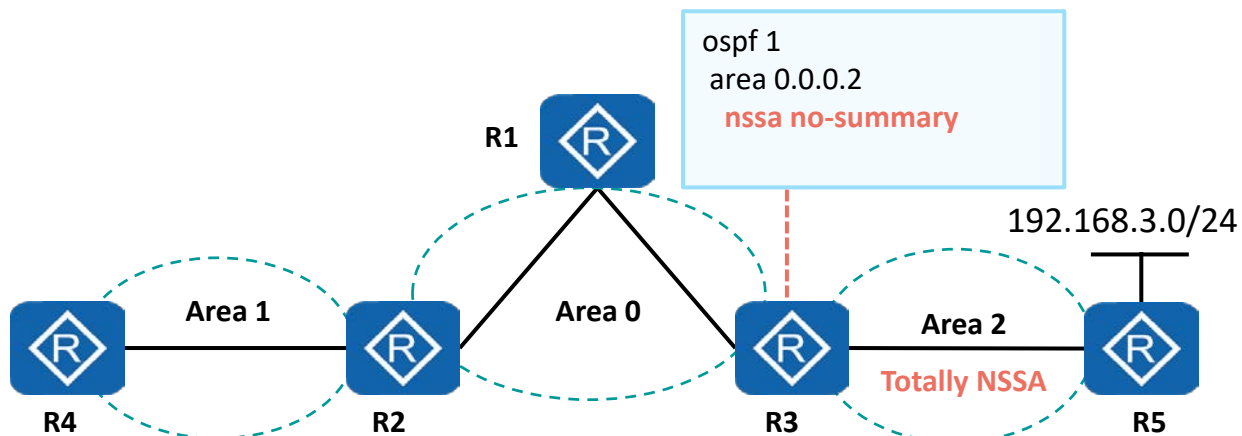 ospf 1
area 0.0.0.2
nssa no-summary
R1
R
192.168.3.0/24
Area 1
Area 0
Area 2
R
R
R
R
Totally NSSA
R4
R2
R3
R5